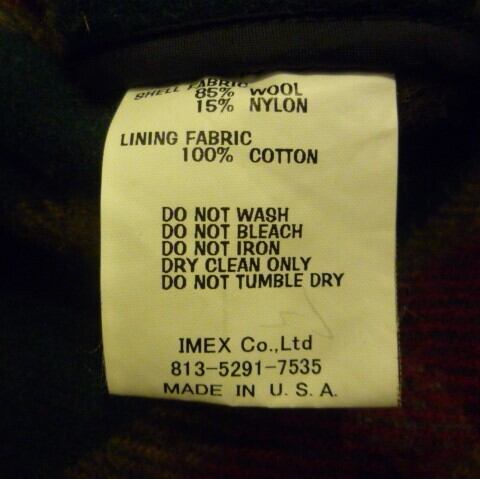 SHELL FABRIC
85% WOOL
15% NYLON
LINING FABRIC
100% COTTON
DO NOT WASH
DO NOT BLEACH
DO NOT IRON
DRY CLEAN ONLY
DO NOT TUMBLE DRY
IMEX Co.,Ltd
813-5291-7535
MADE IN U. S. A.